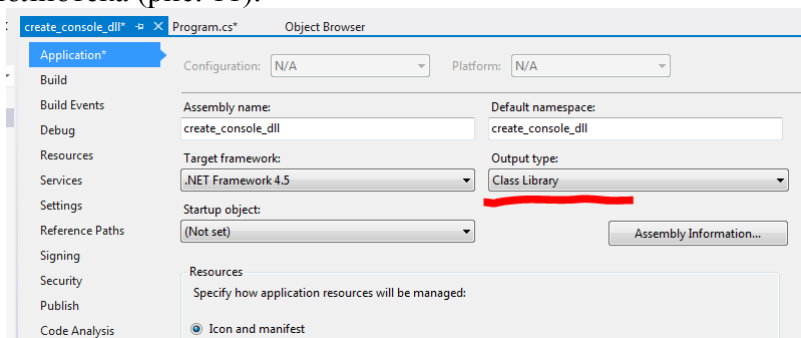 (рис. 11).
create_console_dll* Program.cs* Object Browser
Application*
Configuration: N/A Platform: N/A
Build
Build Events
Assembly name: Default namespace:
Debug
create_console_dll create_console_dll
Resources
Target framework: Output type:
Services
.NET Framework 4.5 Class Library
Settings
Startup object:
Reference Paths
(Not set) Assembly Information...
Signing
Resources
Security
Specify how application resources will be managed:
Publish
Code Analysis
Icon and manifest